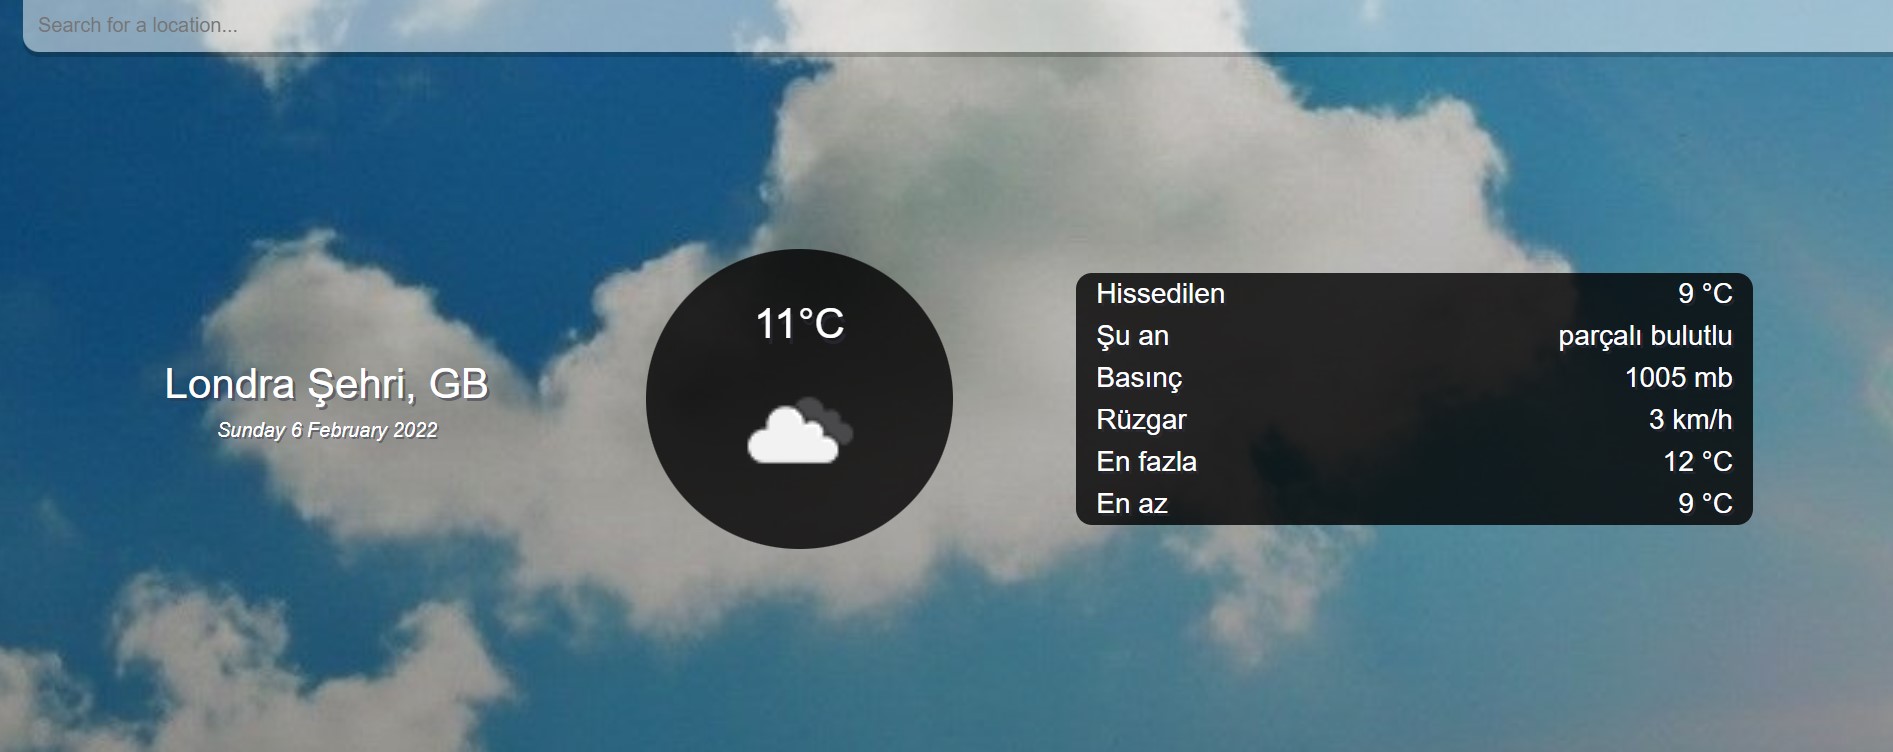 Search for a location...
Londra Şehri, GB
Sunday 6 February 2022
11°C
Hissedilen 9 °C
Şu an parçalı bulutlu
Basınç 1005 mb
Rüzgar 3 km/h
En fazla 12 °C
En az 9 °C